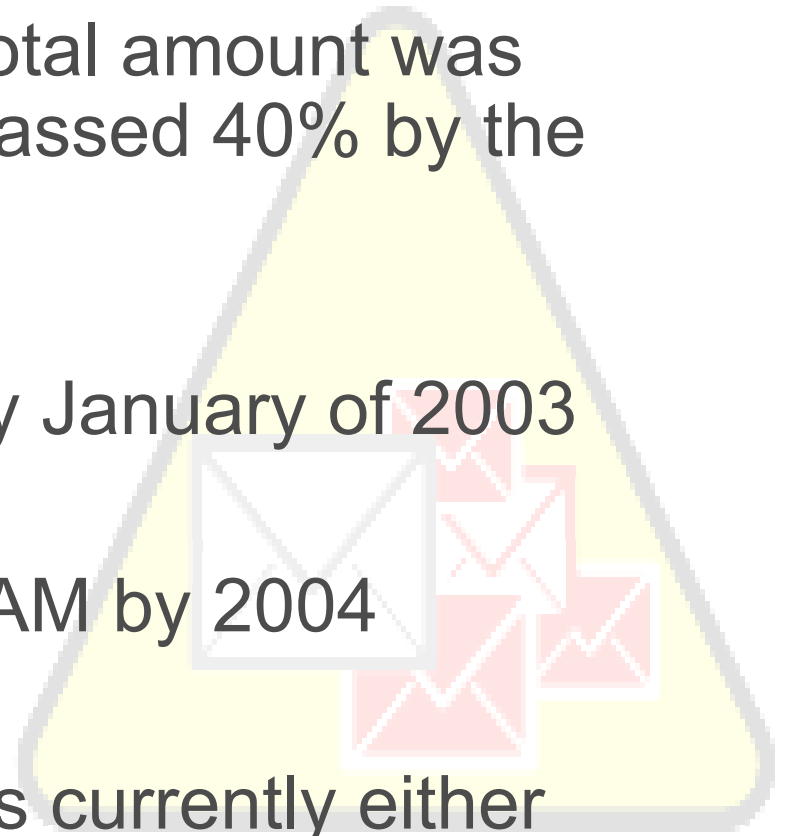 otal amount was
assed 40% by the
y January of 2003
AM by 2004
s currently either